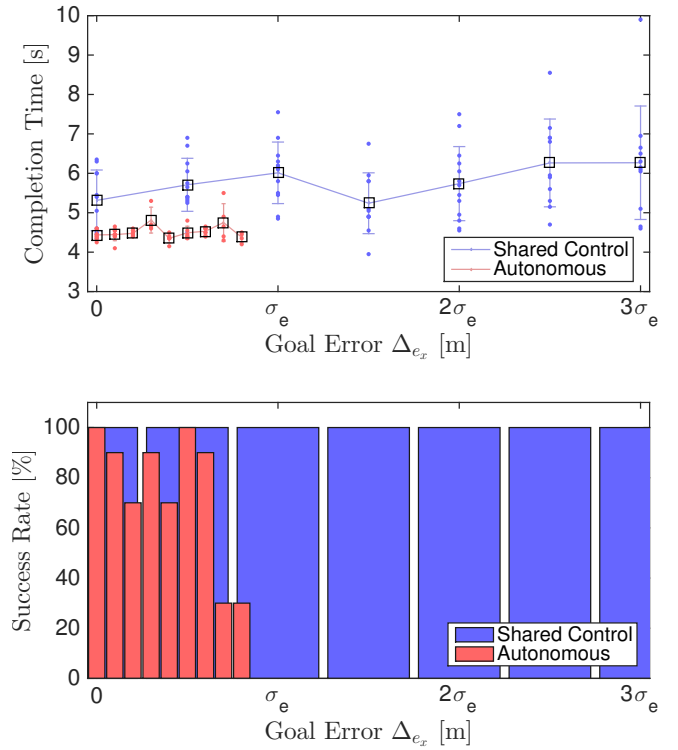 10
9
8
7
6
5
4
3
Completion Time [s]
0
σe
2σe
3σe
Goal Error Δex [m]
Shared Control
Autonomous
100
80
60
40
20
0
Success Rate [%]
0
σe
2σe
3σe
Goal Error Δex [m]
Shared Control
Autonomous